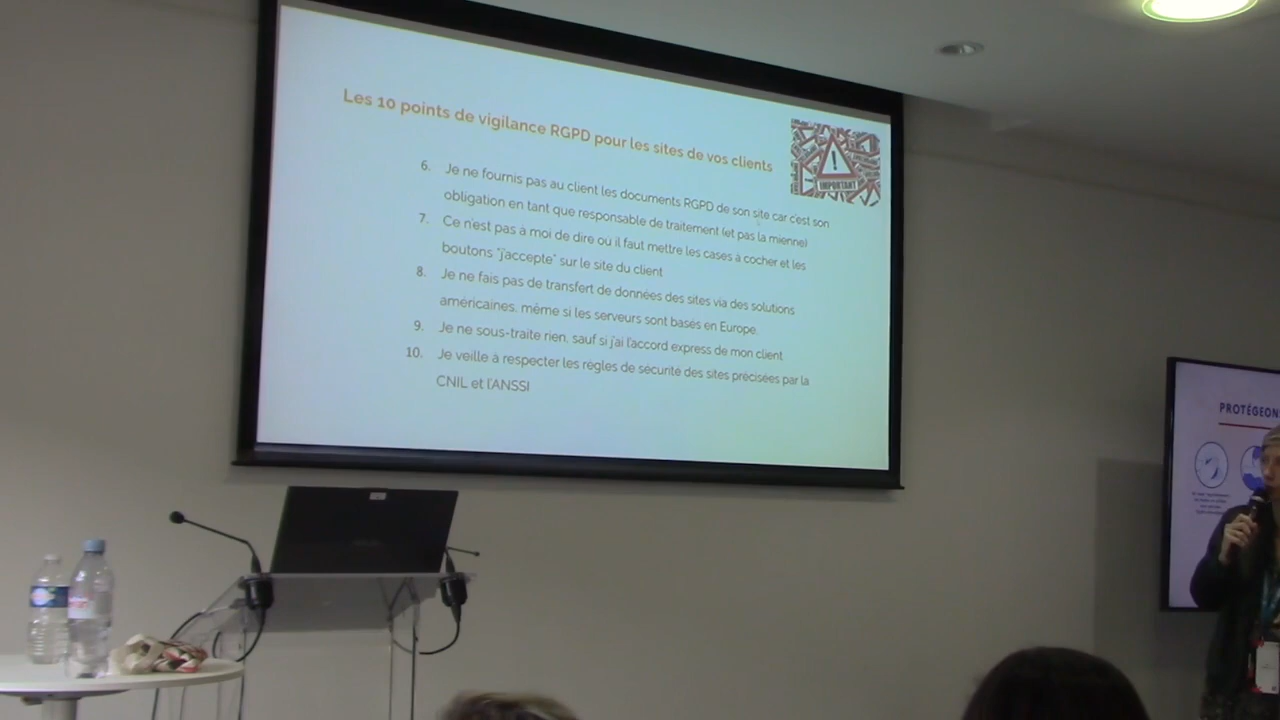 Les 10 points de vigilance RGPD pour les sites de vos clients
IMPORTANT
6. Je ne fournis pas au client les documents RGPD de son site car c'est son
obligation en tant que responsable de traitement (et pas la mienne)
7. Ce n'est pas à moi de dire où il faut mettre les cases à cocher et les
boutons "j'accepte" sur le site du client
8. Je ne fais pas de transfert de données des sites via des solutions
américaines, même si les serveurs sont basés en Europe.
9. Je ne sous-traite rien, sauf si j'ai l'accord express de mon client
10. Je veille à respecter les règles de sécurité des sites précisées par la
CNIL et l'ANSSI
PROTÉGEON